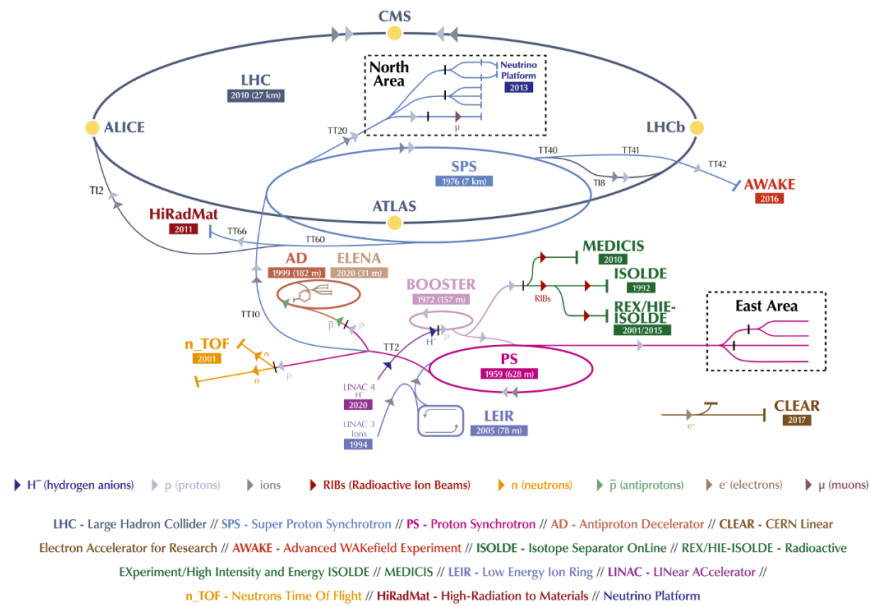 CMS
North
Area
Neutrino
Platform
2013
LHC
2010 (27 km)
μ
ALICE
LHCb
TT20
TT40
TT41
TT42
SPS
1976 (7 km)
TI8
TI2
AWAKE
2016
HiRadMat
2011
ATLAS
TT66
TT60
MEDICIS
2010
AD
1999 (182 m)
ELENA
2020 (31 m)
ISOLDE
1992
BOOSTER
1972 (157 m)
RIBs
REX/HIE-
ISOLDE
2001/2015
East Area
TT10
p̅
p
H⁻
p
TT2
n_TOF
2001
n
n
p
PS
1959 (628 m)
LINAC 4
H⁻
2020
LINAC 3
Ions
1994
LEIR
2005 (78 m)
CLEAR
2017
e⁻
H⁻ (hydrogen anions)
p (protons)
ions
RIBs (Radioactive Ion Beams)
n (neutrons)
p̅ (antiprotons)
e⁻ (electrons)
μ (muons)
LHC - Large Hadron Collider // SPS - Super Proton Synchrotron // PS - Proton Synchrotron // AD - Antiproton Decelerator // CLEAR - CERN Linear
Electron Accelerator for Research // AWAKE - Advanced WAKefield Experiment // ISOLDE - Isotope Separator OnLine // REX/HIE-ISOLDE - Radioactive
EXperiment/High Intensity and Energy ISOLDE // MEDICIS // LEIR - Low Energy Ion Ring // LINAC - LINear ACcelerator //
n_TOF - Neutrons Time Of Flight // HiRadMat - High-Radiation to Materials // Neutrino Platform